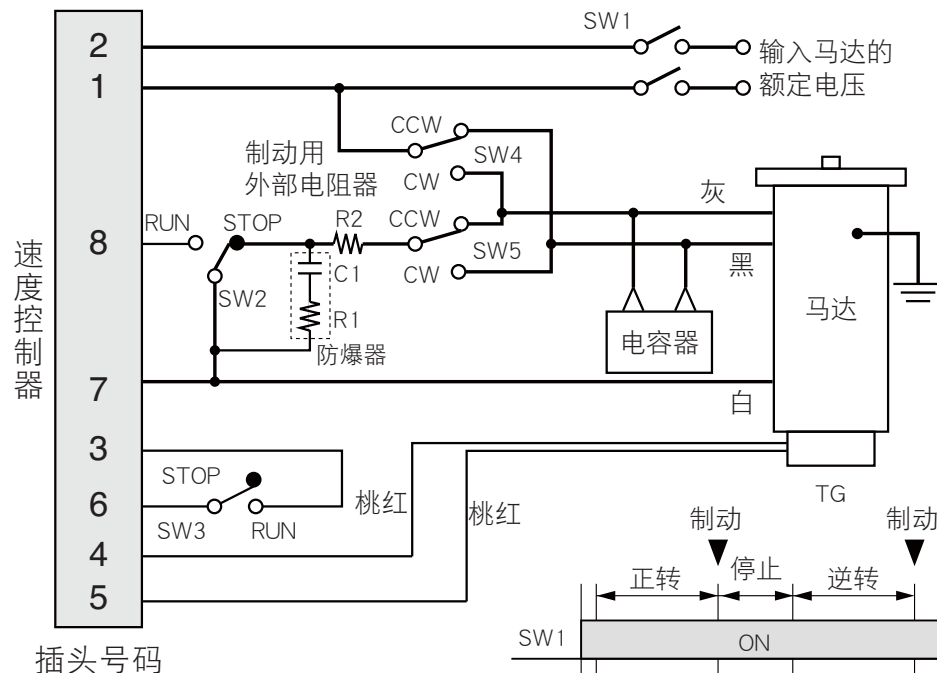 SW1
2
输入马达的
1
额定电压
CCW
SW4
制动用
外部电阻器
CW
灰
RUN
STOP
R2
CCW
8
SW5
黑
速度控制器
SW2
C1
CW
R1
马达
电容器
防爆器
7
白
3
STOP
TG
6
SW3
RUN
桃红
桃红
制动
制动
4
正转
停止
逆转
5
SW1
ON
插头号码